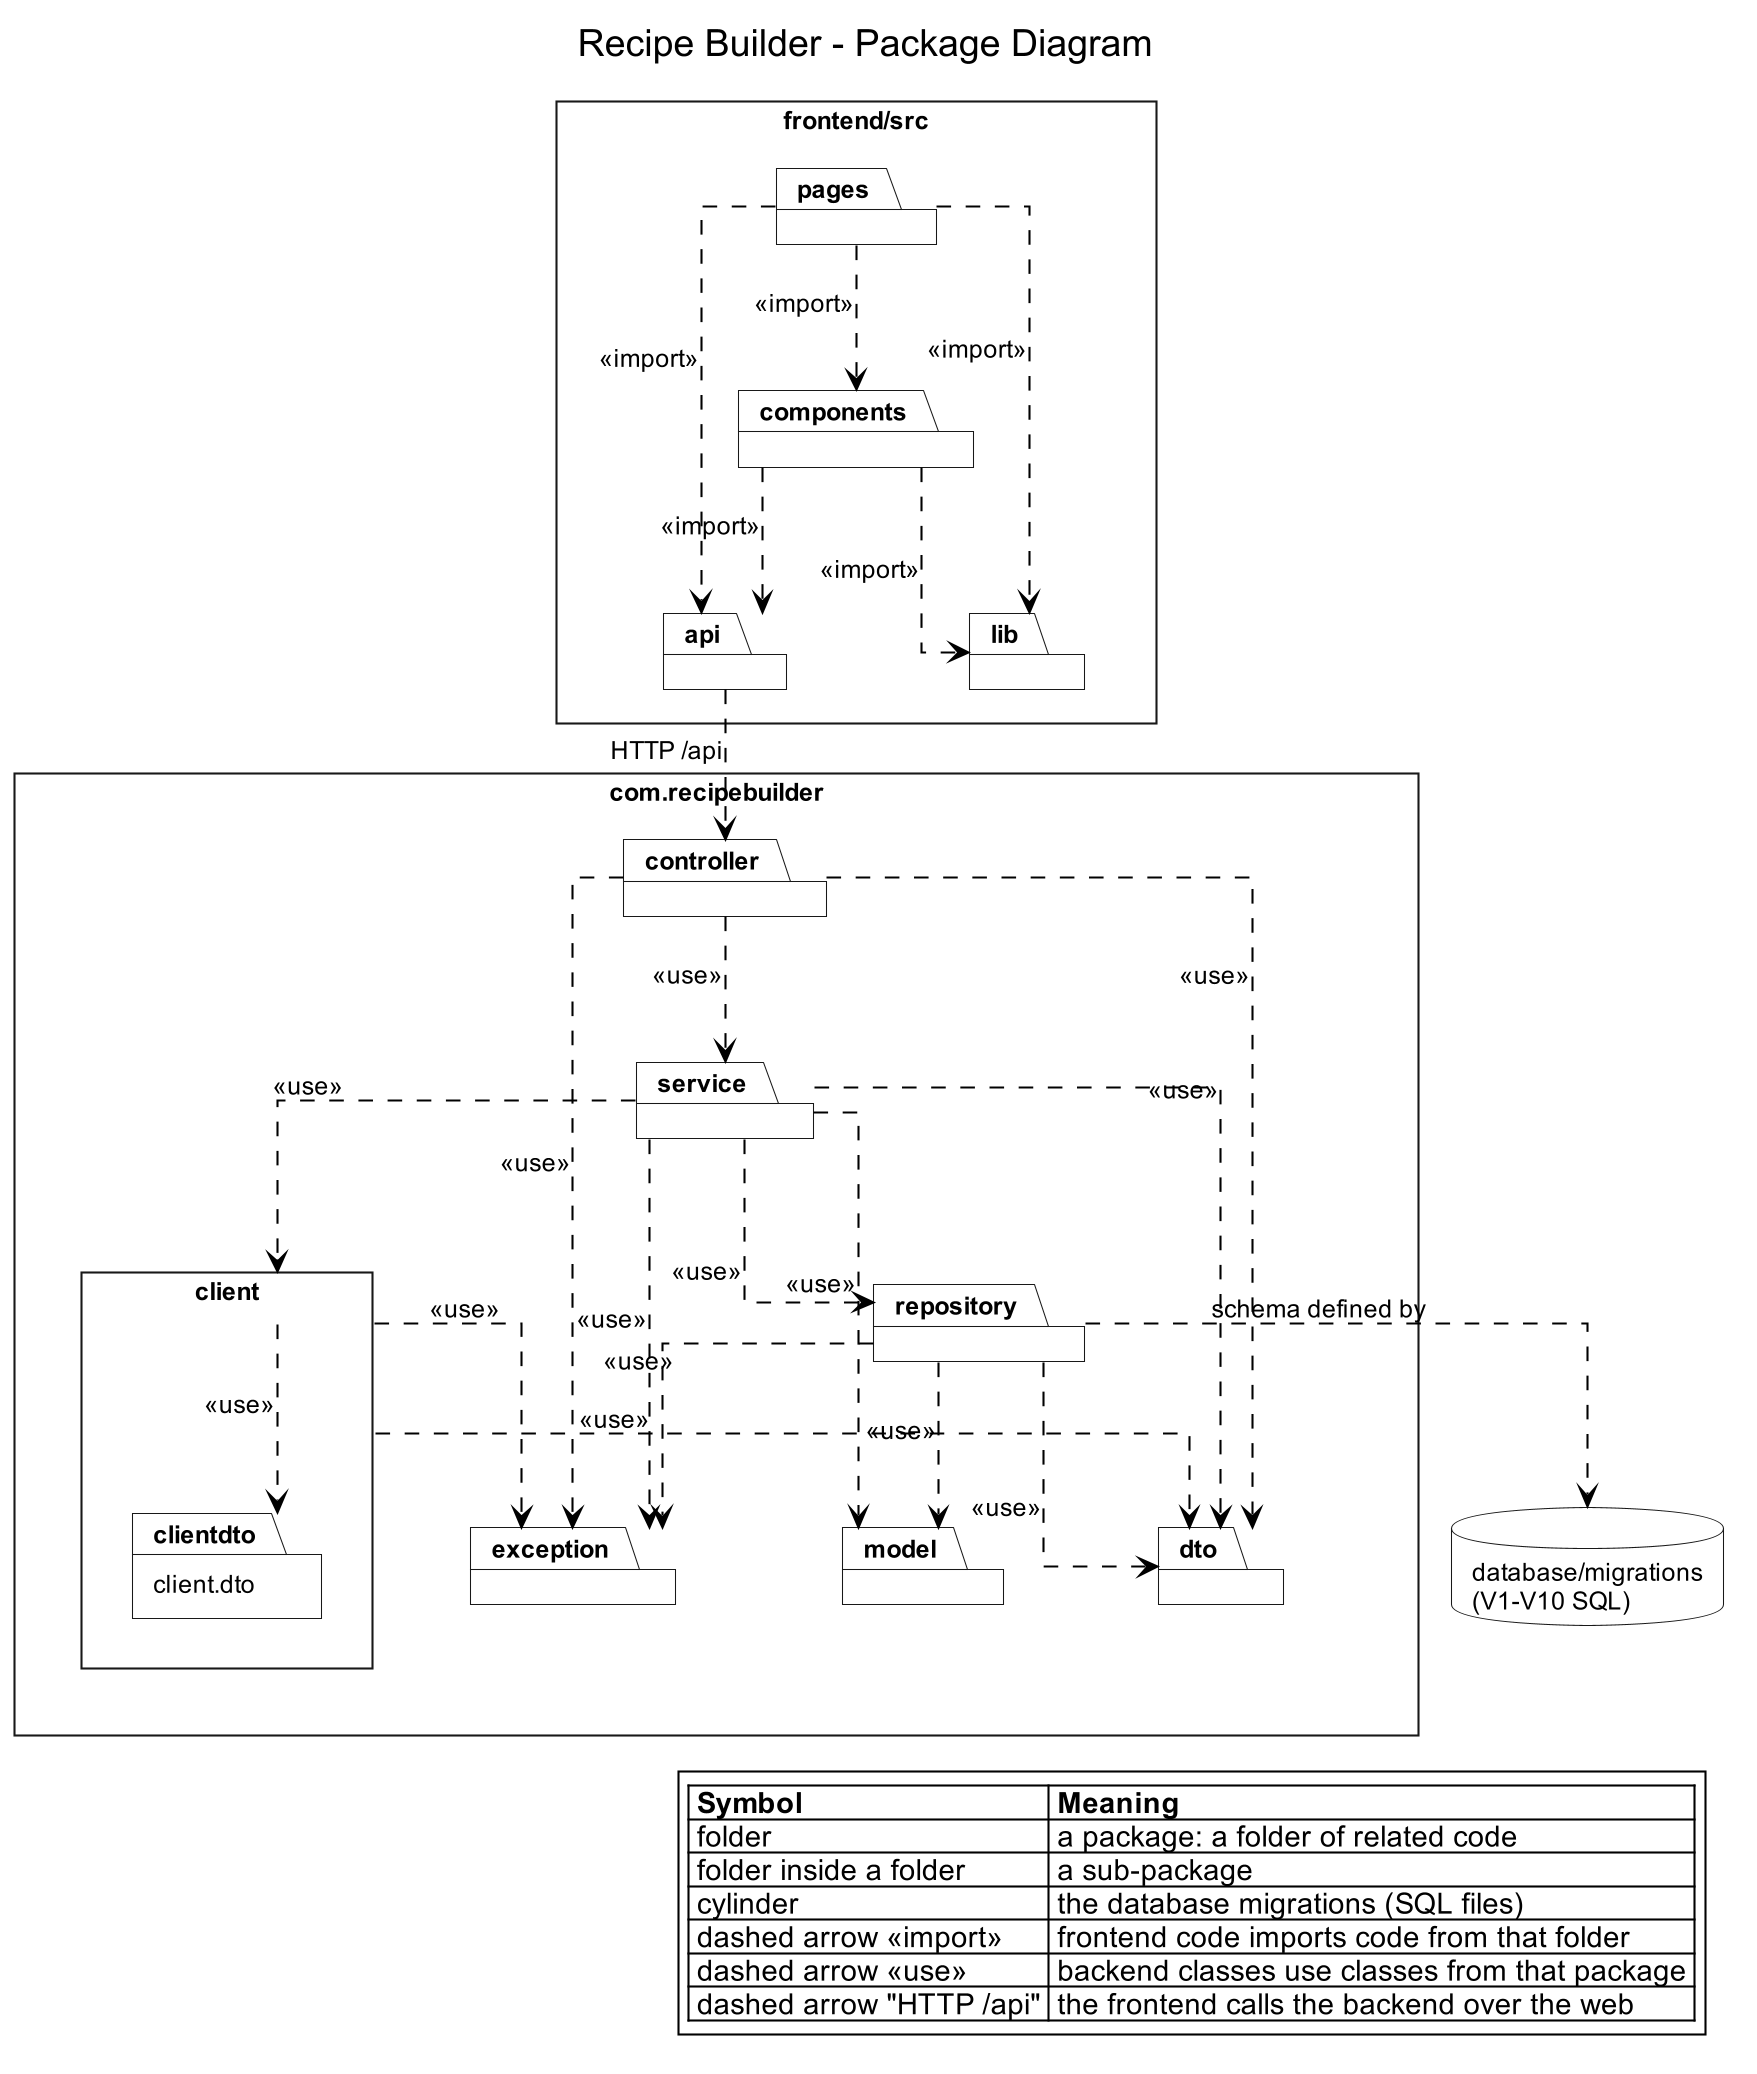 Recipe Builder - Package Diagram
frontend/src
pages
«import»
«import»
«import»
components
«import»
«import»
api
lib
HTTP /api
com.recipebuilder
controller
«use»
«use»
service
«use»
«use»
«use»
«use»
«use»
client
repository
«use»
schema defined by
«use»
«use»
«use»
«use»
«use»
«use»
clientdto
client.dto
exception
model
dto
database/migrations
(V1-V10 SQL)
Symbol Meaning
folder a package: a folder of related code
folder inside a folder a sub-package
cylinder the database migrations (SQL files)
dashed arrow «import» frontend code imports code from that folder
dashed arrow «use» backend classes use classes from that package
dashed arrow "HTTP /api" the frontend calls the backend over the web